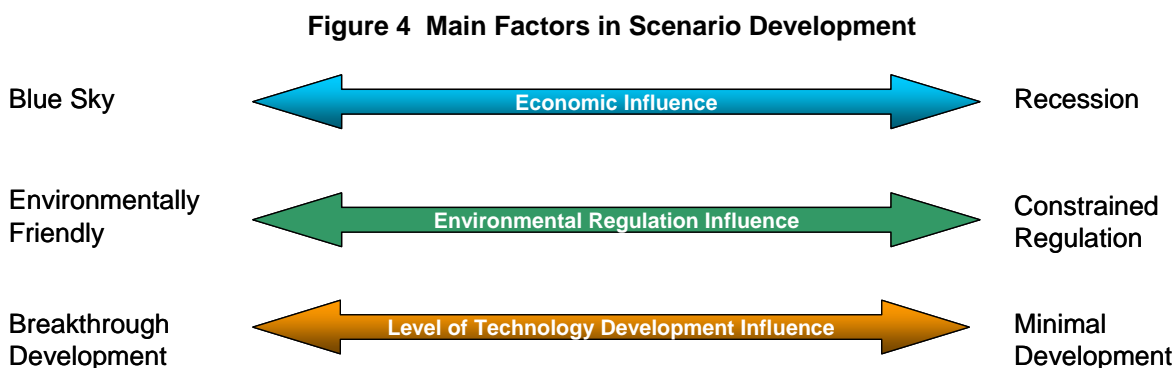 Figure 4 Main Factors in Scenario Development
Blue Sky
Economic Influence
Recession
Environmentally
Friendly
Environmental Regulation Influence
Constrained
Regulation
Breakthrough
Development
Level of Technology Development Influence
Minimal
Development